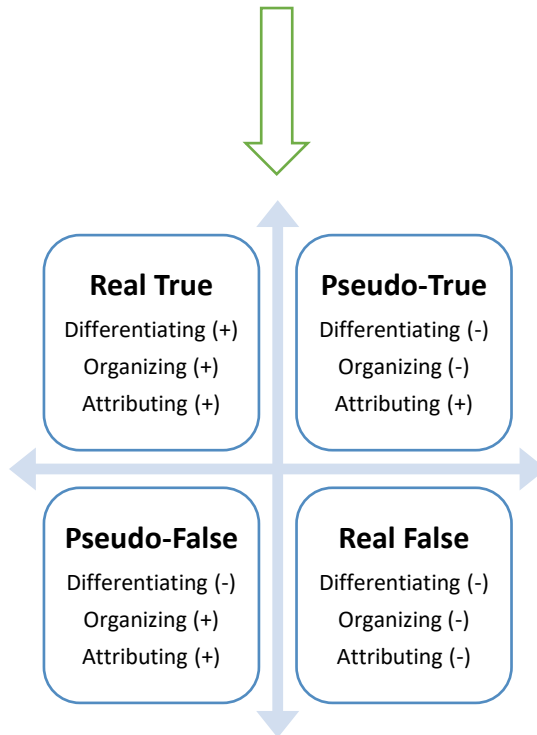 Real True
Differentiating (+)
Organizing (+)
Attributing (+)
Pseudo-True
Differentiating (-)
Organizing (-)
Attributing (+)
Pseudo-False
Differentiating (-)
Organizing (+)
Attributing (+)
Real False
Differentiating (-)
Organizing (-)
Attributing (-)